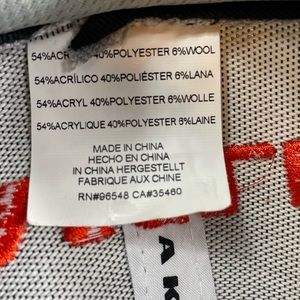 54%ACRYLIC 40%POLYESTER 6%WOOL
54%ACRÍLICO 40%POLIÉSTER 6%LANA
54%ACRYL 40%POLYESTER 6%WOLLE
54%ACRYLIQUE 40%POLYESTER 6%LAINE
MADE IN CHINA
HECHO EN CHINA
IN CHINA HERGESTELLT
FABRIQUE AUX CHINE
RN#96548 CA#35460